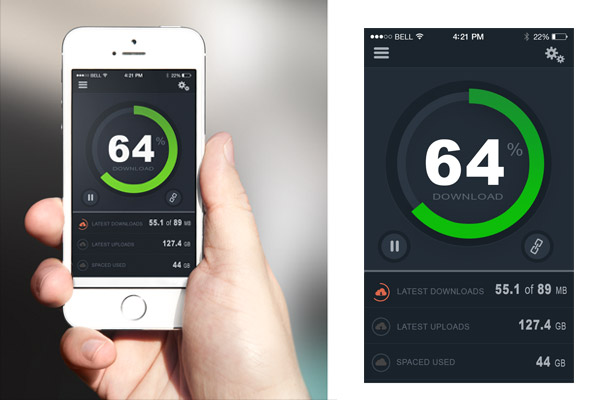 BELL 4:21 PM 22%
64%
DOWNLOAD
LATEST DOWNLOADS 55.1 of 89 MB
LATEST UPLOADS 127.4 GB
SPACED USED 44 GB
BELL 4:21 PM 22%
64%
DOWNLOAD
LATEST DOWNLOADS 55.1 of 89 MB
LATEST UPLOADS 127.4 GB
SPACED USED 44 GB